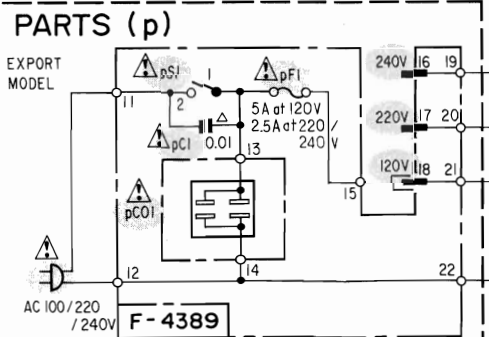 PARTS (p)
EXPORT
MODEL
pS1
1
pF1
240V 16 19
11
2
5A at 120V
2.5A at 220/
240V
220V 17 20
pC1
0.01
13
120V 18 21
15
pCO1
14
12
22
AC 100/220
/240V
F-4389